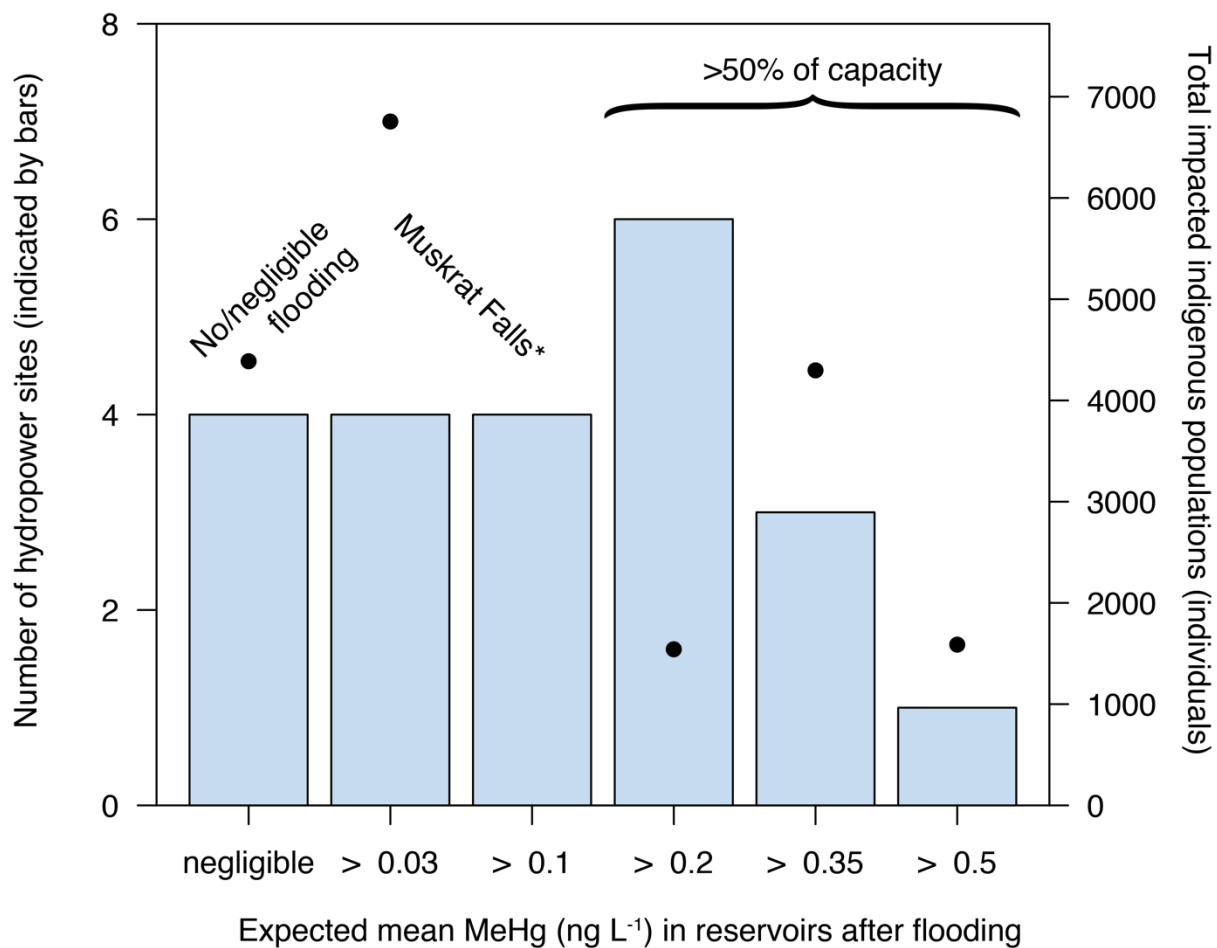 8
6
4
2
0
Number of hydropower sites (indicated by bars)
>50% of capacity
No/negligible
flooding
Muskrat Falls*
7000
6000
5000
4000
3000
2000
1000
0
Total impacted indigenous populations (individuals)
negligible > 0.03 > 0.1 > 0.2 > 0.35 > 0.5
Expected mean MeHg (ng L⁻¹) in reservoirs after flooding